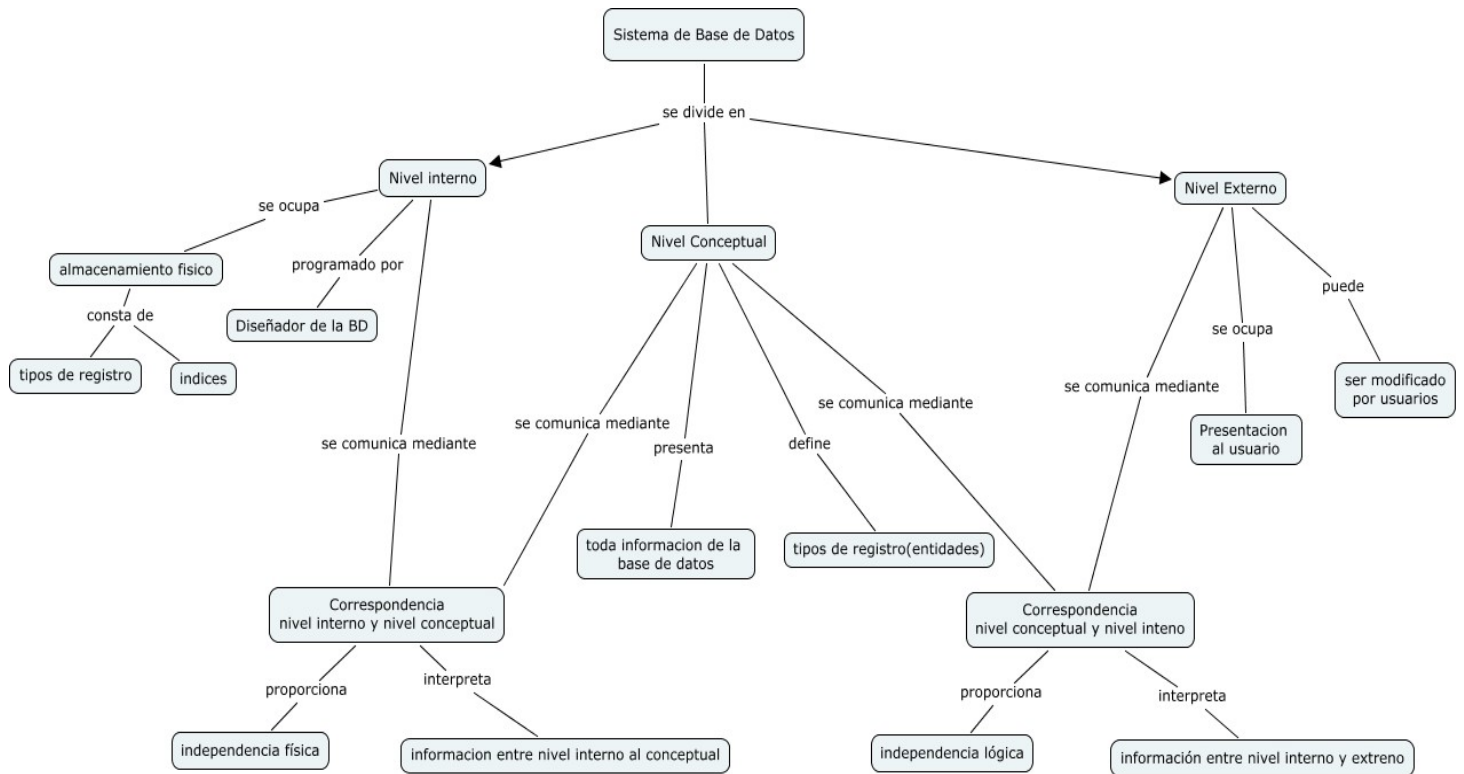 Sistema de Base de Datos
se divide en
Nivel interno
Nivel Externo
se ocupa
Nivel Conceptual
almacenamiento fisico
programado por
puede
consta de
Diseñador de la BD
se ocupa
tipos de registro
indices
se comunica mediante
ser modificado
por usuarios
se comunica mediante
se comunica mediante
Presentacion
al usuario
se comunica mediante
presenta
define
toda informacion de la
base de datos
tipos de registro(entidades)
Correspondencia
nivel interno y nivel conceptual
Correspondencia
nivel conceptual y nivel inteno
proporciona
interpreta
proporciona
interpreta
independencia física
informacion entre nivel interno al conceptual
independencia lógica
información entre nivel interno y extreno